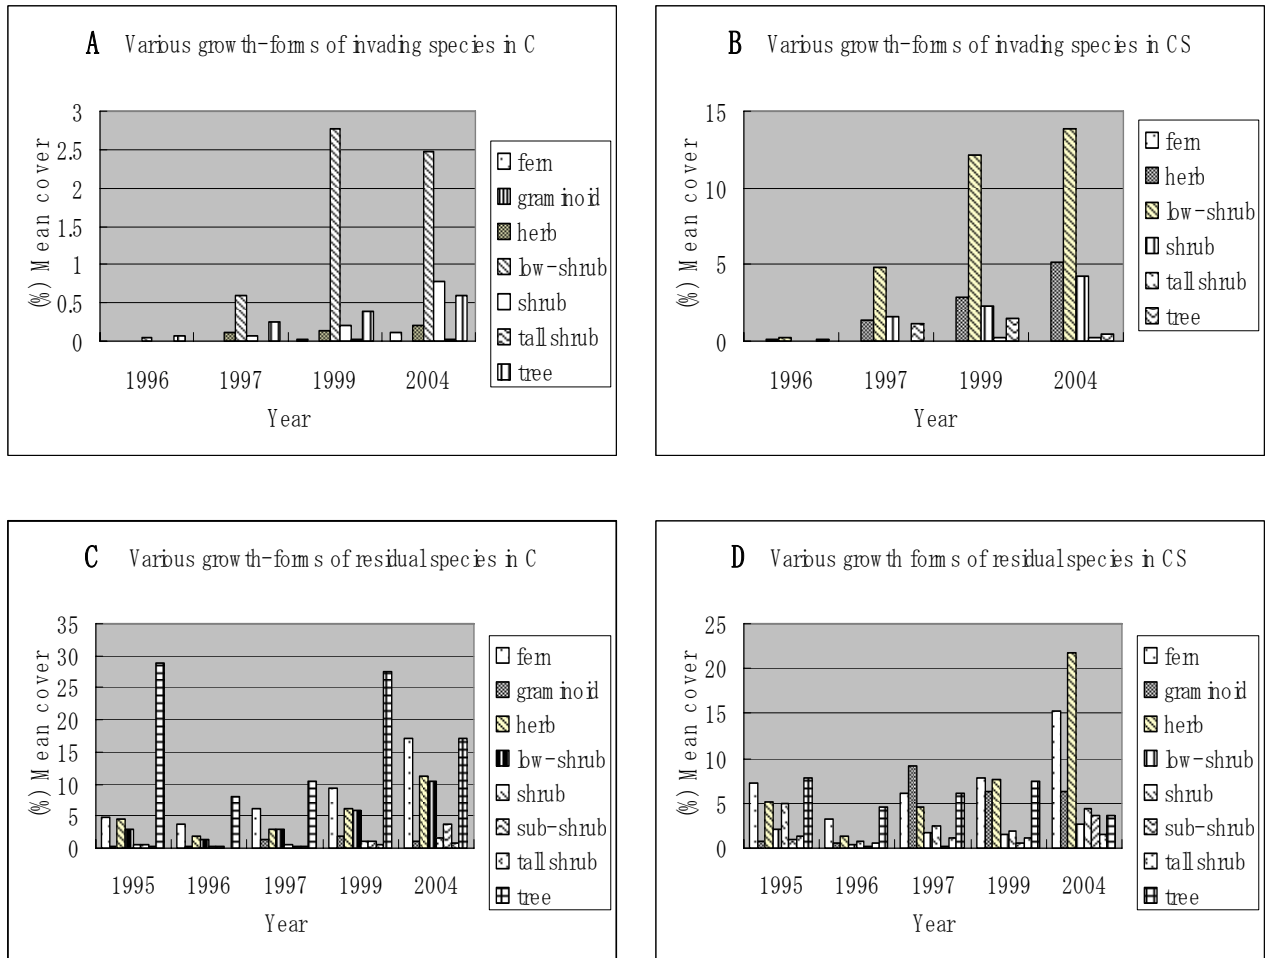 A Various growth-forms of invading species in C
(%) Mean cover
3
2.5
2
1.5
1
0.5
0
1996 1997 1999 2004
Year
fern
graminoid
herb
low-shrub
shrub
tall shrub
tree
B Various growth-forms of invading species in CS
(%) Mean cover
15
10
5
0
1996 1997 1999 2004
Year
fern
herb
low-shrub
shrub
tall shrub
tree
C Various growth-forms of residual species in C
(%) Mean cover
35
30
25
20
15
10
5
0
1995 1996 1997 1999 2004
Year
fern
graminoid
herb
low-shrub
shrub
sub-shrub
tall shrub
tree
D Various growth forms of residual species in CS
(%) Mean cover
25
20
15
10
5
0
1995 1996 1997 1999 2004
Year
fern
graminoid
herb
low-shrub
shrub
sub-shrub
tall shrub
tree